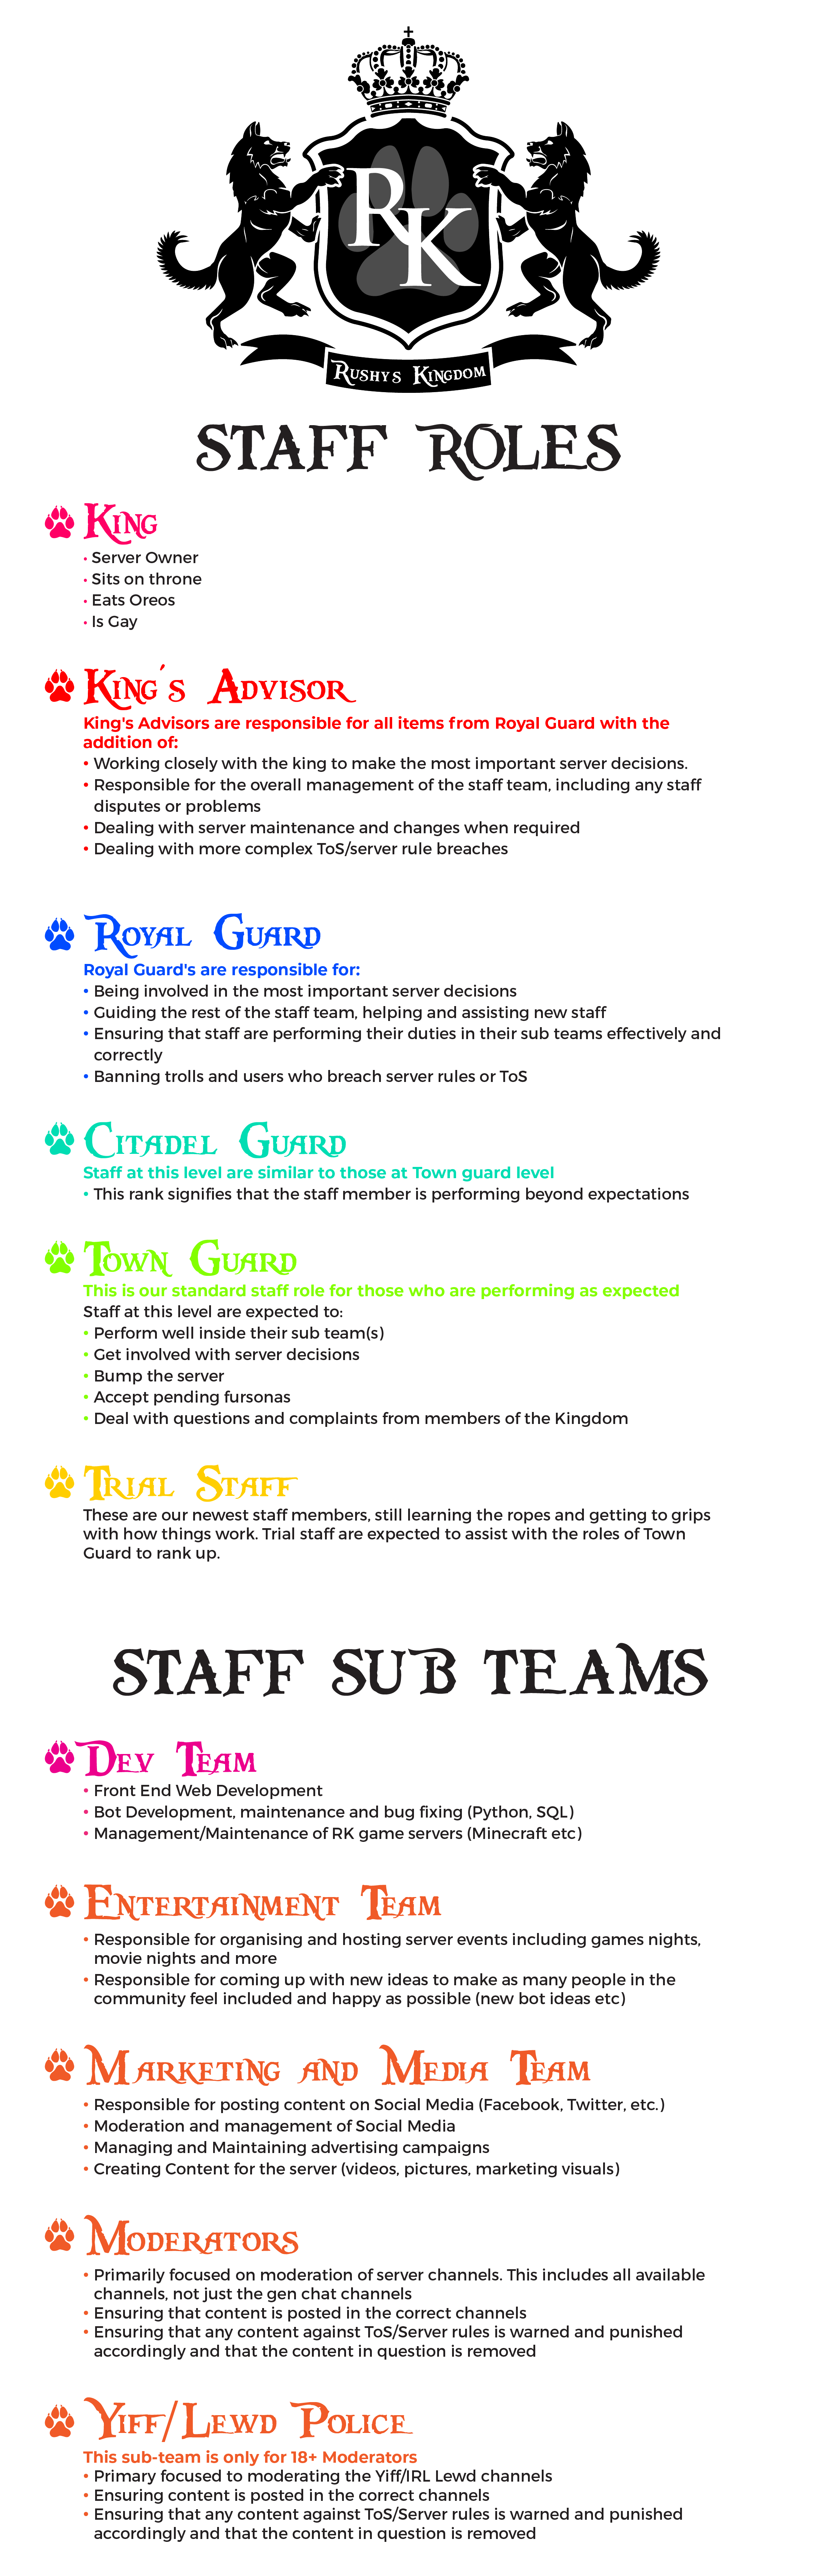 RK
Rushys Kingdom
STAFF ROLES
King
• Server Owner
• Sits on throne
• Eats Oreos
• Is Gay
King's Advisor
King's Advisors are responsible for all items from Royal Guard with the
addition of:
• Working closely with the king to make the most important server decisions.
• Responsible for the overall management of the staff team, including any staff
disputes or problems
• Dealing with server maintenance and changes when required
• Dealing with more complex ToS/server rule breaches
Royal Guard
Royal Guard's are responsible for:
• Being involved in the most important server decisions
• Guiding the rest of the staff team, helping and assisting new staff
• Ensuring that staff are performing their duties in their sub teams effectively and
correctly
• Banning trolls and users who breach server rules or ToS
Citadel Guard
Staff at this level are similar to those at Town guard level
• This rank signifies that the staff member is performing beyond expectations
Town Guard
This is our standard staff role for those who are performing as expected
Staff at this level are expected to:
• Perform well inside their sub team(s)
• Get involved with server decisions
• Bump the server
• Accept pending fursonas
• Deal with questions and complaints from members of the Kingdom
Trial Staff
These are our newest staff members, still learning the ropes and getting to grips
with how things work. Trial staff are expected to assist with the roles of Town
Guard to rank up.
STAFF SUB TEAMS
Dev Team
• Front End Web Development
• Bot Development, maintenance and bug fixing (Python, SQL)
• Management/Maintenance of RK game servers (Minecraft etc)
Entertainment Team
• Responsible for organising and hosting server events including games nights,
movie nights and more
• Responsible for coming up with new ideas to make as many people in the
community feel included and happy as possible (new bot ideas etc)
Marketing and Media Team
• Responsible for posting content on Social Media (Facebook, Twitter, etc.)
• Moderation and management of Social Media
• Managing and Maintaining advertising campaigns
• Creating Content for the server (videos, pictures, marketing visuals)
Moderators
• Primarily focused on moderation of server channels. This includes all available
channels, not just the gen chat channels
• Ensuring that content is posted in the correct channels
• Ensuring that any content against ToS/Server rules is warned and punished
accordingly and that the content in question is removed
Yiff/Lewd Police
This sub-team is only for 18+ Moderators
• Primary focused to moderating the Yiff/IRL Lewd channels
• Ensuring content is posted in the correct channels
• Ensuring that any content against ToS/Server rules is warned and punished
accordingly and that the content in question is removed